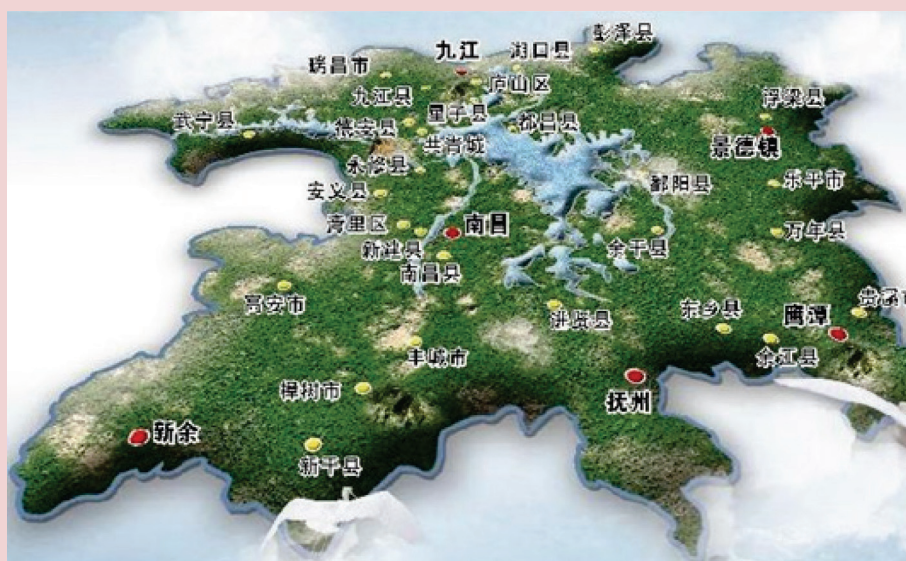 彭泽县
九江
湖口县
瑞昌市
庐山区
九江县
浮梁县
星子县
武宁县
德安县
都昌县
共青城
景德镇
永修县
鄱阳县
乐平市
安义县
湾里区
南昌
万年县
新建县
余干县
南昌县
贵溪市
高安市
进贤县
东乡县
鹰潭
丰城市
余江县
樟树市
抚州
新余
新干县